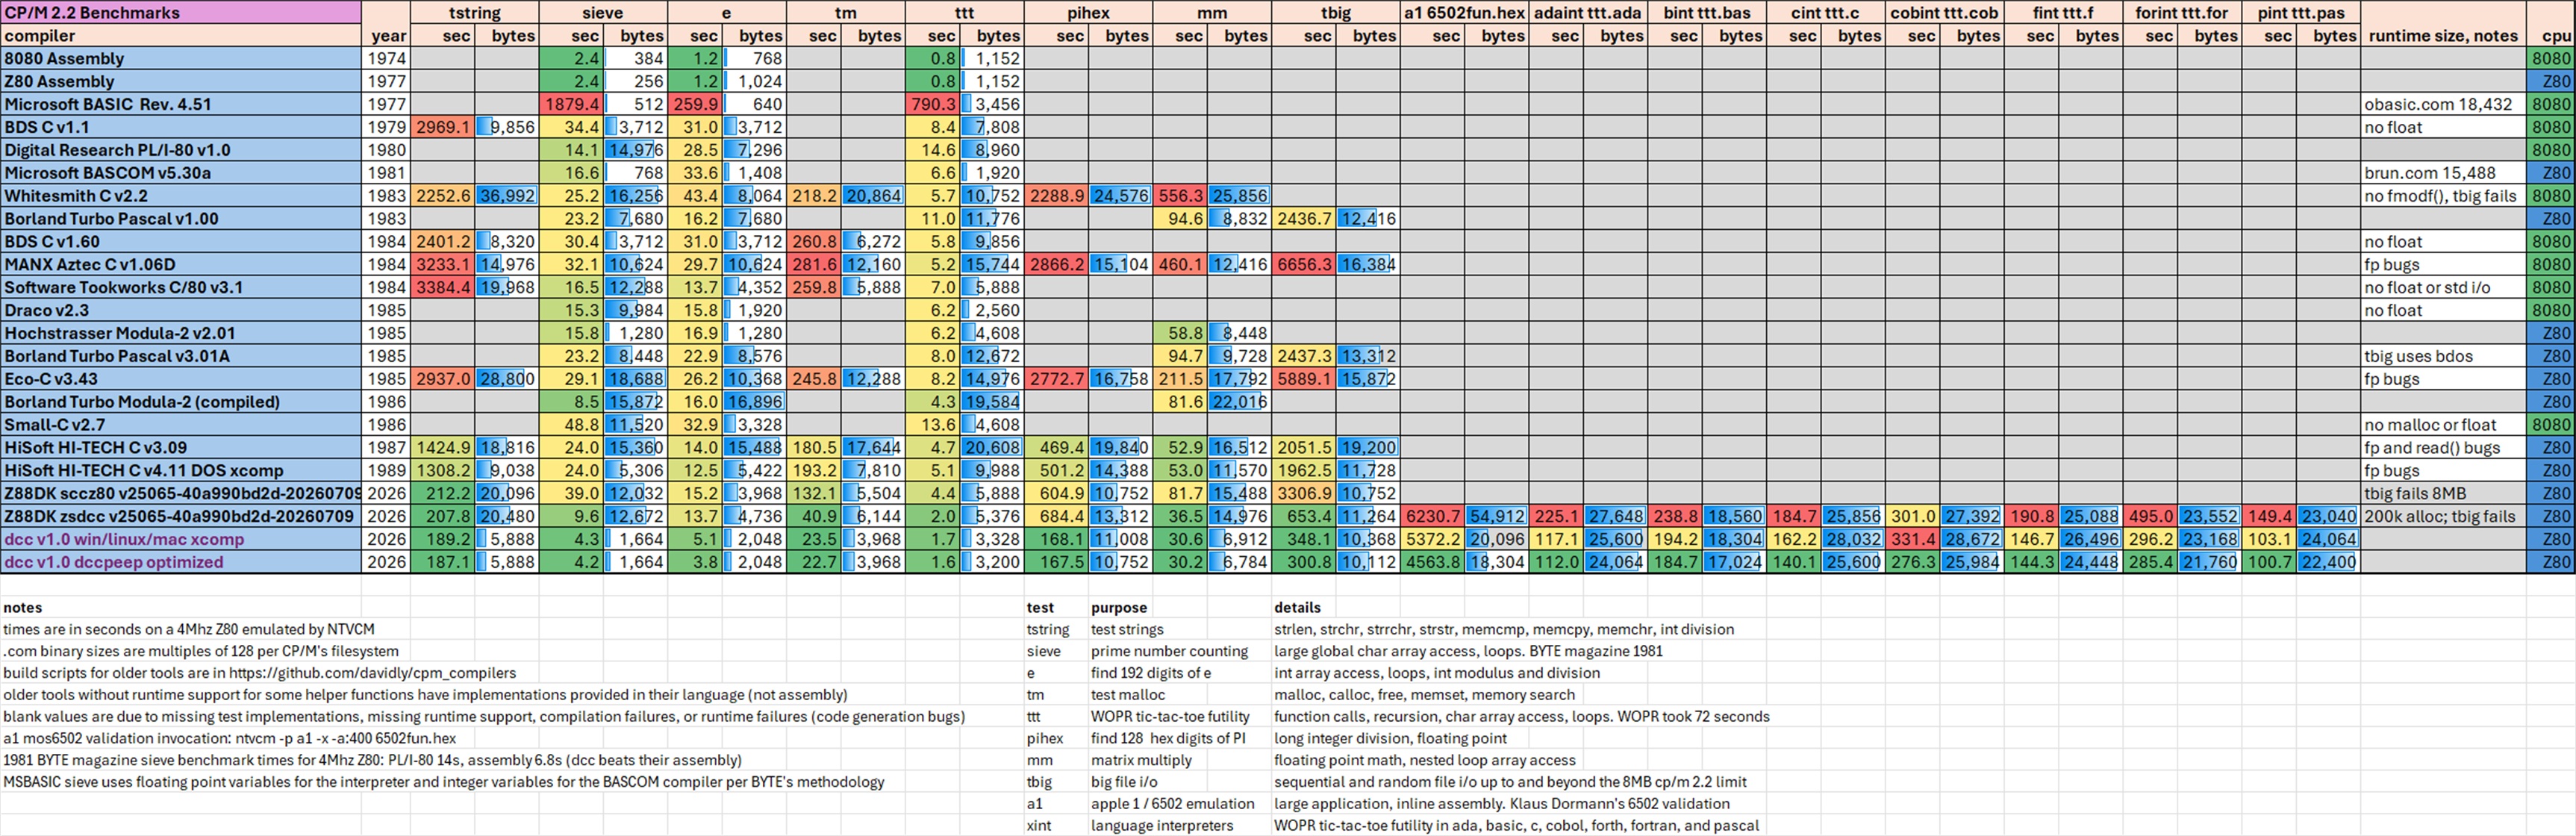 CP/M 2.2 Benchmarks tstring sieve e tm ttt pihex mm tbig a1 6502fun.hex adaint ttt.ada bint ttt.bas cint ttt.c cobint ttt.cob fint ttt.f forint ttt.for pint ttt.pas
compiler year sec bytes sec bytes sec bytes sec bytes sec bytes sec bytes sec bytes sec bytes sec bytes sec bytes sec bytes sec bytes sec bytes sec bytes sec bytes sec bytes runtime size, notes cpu
8080 Assembly 1974 2.4 384 1.2 768 0.8 1,152 8080
Z80 Assembly 1977 2.4 256 1.2 1,024 0.8 1,152 Z80
Microsoft BASIC Rev. 4.51 1977 1879.4 512 259.9 640 790.3 3,456 obasic.com 18,432 8080
BDS C v1.1 1979 2969.1 9,856 34.4 3,712 31.0 3,712 8.4 7,808 no float 8080
Digital Research PL/I-80 v1.0 1980 14.1 14,976 28.5 7,296 14.6 8,960 8080
Microsoft BASCOM v5.30a 1981 16.6 768 33.6 1,408 6.6 1,920 brun.com 15,488 Z80
Whitesmith C v2.2 1983 2252.6 36,992 25.2 16,256 43.4 8,064 218.2 20,864 5.7 10,752 2288.9 24,576 556.3 25,856 no fmodf(), tbig fails 8080
Borland Turbo Pascal v1.00 1983 23.2 7,680 16.2 7,680 11.0 11,776 94.6 8,832 2436.7 12,416 Z80
BDS C v1.60 1984 2401.2 8,320 30.4 3,712 31.0 3,712 260.8 6,272 5.8 9,856 no float 8080
MANX Aztec C v1.06D 1984 3233.1 14,976 32.1 10,624 29.7 10,624 281.6 12,160 5.2 15,744 2866.2 15,104 460.1 12,416 6656.3 16,384 fp bugs 8080
Software Tookworks C/80 v3.1 1984 3384.4 19,968 16.5 12,288 13.7 4,352 259.8 5,888 7.0 5,888 no float or std i/o 8080
Draco v2.3 1985 15.3 9,984 15.8 1,920 6.2 2,560 no float 8080
Hochstrasser Modula-2 v2.01 1985 15.8 1,280 16.9 1,280 6.2 4,608 58.8 8,448 Z80
Borland Turbo Pascal v3.01A 1985 23.2 8,448 22.9 8,576 8.0 12,672 94.7 9,728 2437.3 13,312 tbig uses bdos Z80
Eco-C v3.43 1985 2937.0 28,800 29.1 18,688 26.2 10,368 245.8 12,288 8.2 14,976 2772.7 16,758 211.5 17,792 5889.1 15,872 fp bugs Z80
Borland Turbo Modula-2 (compiled) 1986 8.5 15,872 16.0 16,896 4.3 19,584 81.6 22,016 Z80
Small-C v2.7 1986 48.8 11,520 32.9 3,328 13.6 4,608 no malloc or float 8080
HiSoft HI-TECH C v3.09 1987 1424.9 18,816 24.0 15,360 14.0 15,488 180.5 17,644 4.7 20,608 469.4 19,840 52.9 16,512 2051.5 19,200 fp and read() bugs Z80
HiSoft HI-TECH C v4.11 DOS xcomp 1989 1308.2 9,038 24.0 5,306 12.5 5,422 193.2 7,810 5.1 9,988 501.2 14,388 53.0 11,570 1962.5 11,728 fp bugs Z80
Z88DK sccz80 v25065-40a990bd2d-20260709 2026 212.2 20,096 39.0 12,032 15.2 3,968 132.1 5,504 4.4 5,888 604.9 10,752 81.7 15,488 3306.9 10,752 tbig fails 8MB Z80
Z88DK zsdcc v25065-40a990bd2d-20260709 2026 207.8 20,480 9.6 12,672 13.7 4,736 40.9 6,144 2.0 5,376 684.4 13,312 36.5 14,976 653.4 11,264 6230.7 54,912 225.1 27,648 238.8 18,560 184.7 25,856 301.0 27,392 190.8 25,088 495.0 23,552 149.4 23,040 200k alloc; tbig fails Z80
dcc v1.0 win/linux/mac xcomp 2026 189.2 5,888 4.3 1,664 5.1 2,048 23.5 3,968 1.7 3,328 168.1 11,008 30.6 6,912 348.1 10,368 5372.2 20,096 117.1 25,600 194.2 18,304 162.2 28,032 331.4 28,672 146.7 26,496 296.2 23,168 103.1 24,064 Z80
dcc v1.0 dccpeep optimized 2026 187.1 5,888 4.2 1,664 3.8 2,048 22.7 3,968 1.6 3,200 167.5 10,752 30.2 6,784 300.8 10,112 4563.8 18,304 112.0 24,064 184.7 17,024 140.1 25,600 276.3 25,984 144.3 24,448 285.4 21,760 100.7 22,400 Z80
notes
times are in seconds on a 4Mhz Z80 emulated by NTVCM
.com binary sizes are multiples of 128 per CP/M's filesystem
build scripts for older tools are in https://github.com/davidly/cpm_compilers
older tools without runtime support for some helper functions have implementations provided in their language (not assembly)
blank values are due to missing test implementations, missing runtime support, compilation failures, or runtime failures (code generation bugs)
a1 mos6502 validation invocation: ntvcm -p a1 -x -a:400 6502fun.hex
1981 BYTE magazine sieve benchmark times for 4Mhz Z80: PL/I-80 14s, assembly 6.8s (dcc beats their assembly)
MSBASIC sieve uses floating point variables for the interpreter and integer variables for the BASCOM compiler per BYTE's methodology
test purpose details
tstring test strings strlen, strchr, strrchr, strstr, memcmp, memcpy, memchr, int division
sieve prime number counting large global char array access, loops. BYTE magazine 1981
e find 192 digits of e int array access, loops, int modulus and division
tm test malloc malloc, calloc, free, memset, memory search
ttt WOPR tic-tac-toe futility function calls, recursion, char array access, loops. WOPR took 72 seconds
pihex find 128 hex digits of PI long integer division, floating point
mm matrix multiply floating point math, nested loop array access
tbig big file i/o sequential and random file i/o up to and beyond the 8MB cp/m 2.2 limit
a1 apple 1 / 6502 emulation large application, inline assembly. Klaus Dormann's 6502 validation
xint language interpreters WOPR tic-tac-toe futility in ada, basic, c, cobol, forth, fortran, and pascal